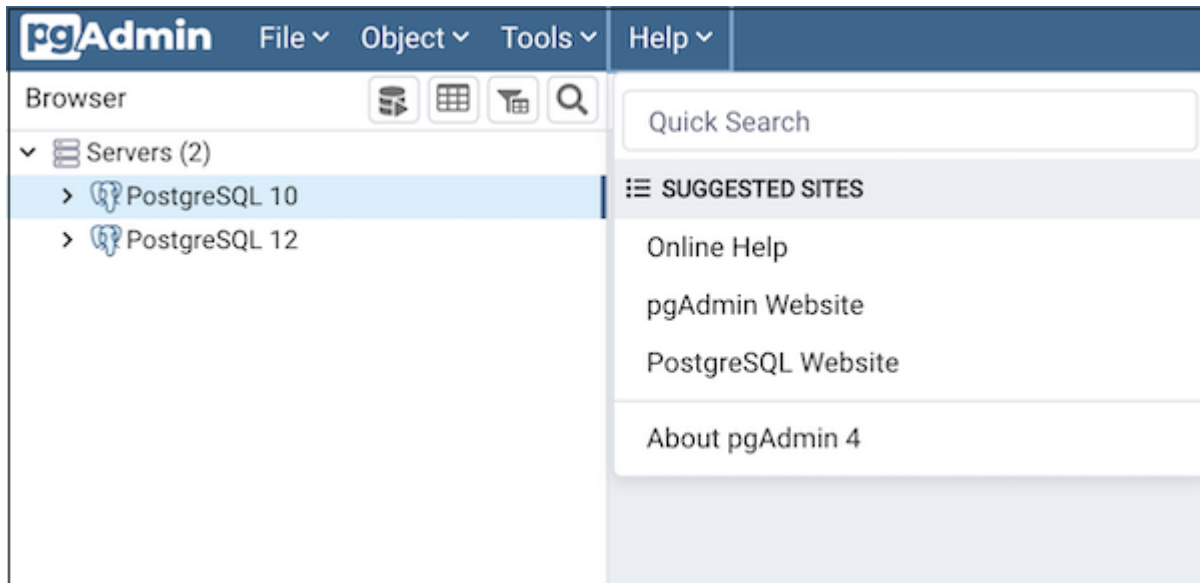 pgAdmin File Object Tools Help
Browser
Quick Search
Servers (2)
SUGGESTED SITES
PostgreSQL 10
PostgreSQL 12
Online Help
pgAdmin Website
PostgreSQL Website
About pgAdmin 4